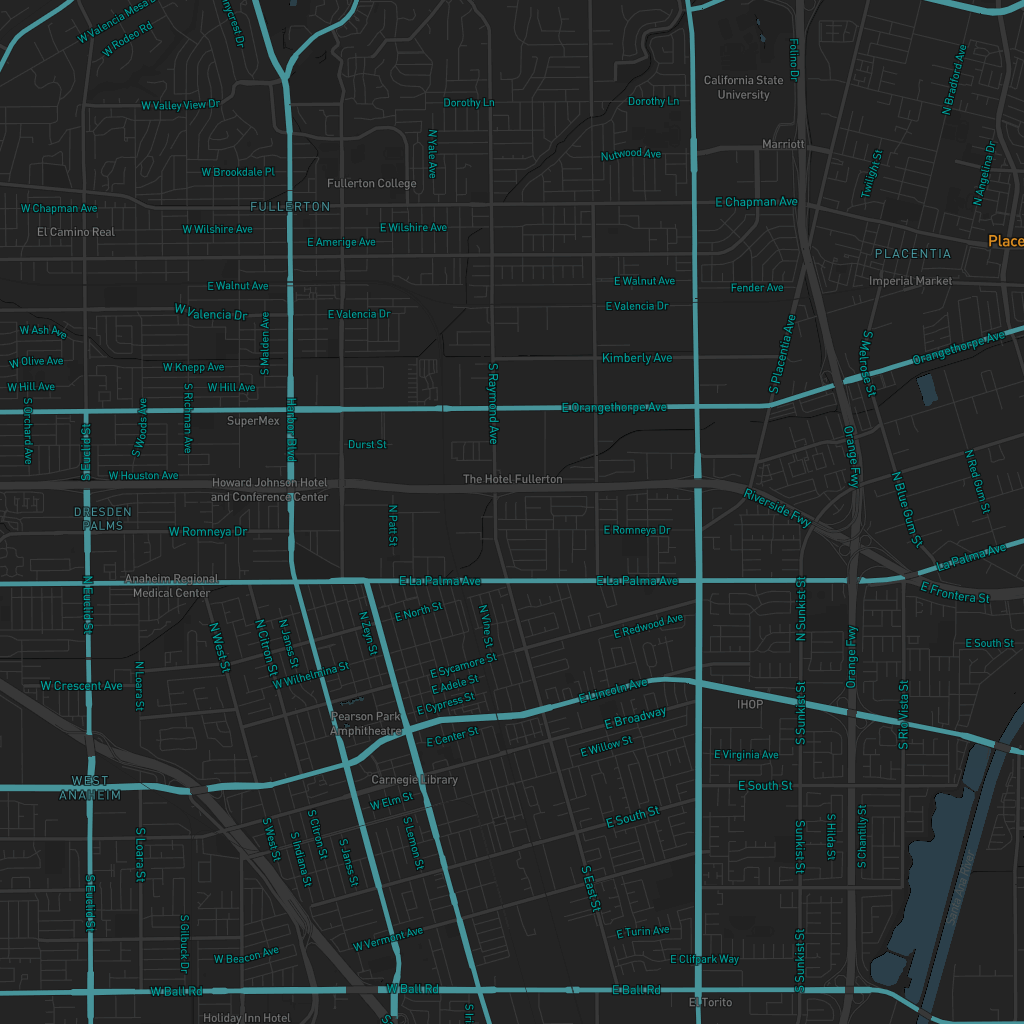 W Valencia Mesa
W Rodeo Rd
W Valley View Dr
Dorothy Ln
Dorothy Ln
California State
University
Folino Dr
N Bradford Ave
N Yale Ave
Nutwood Ave
Marriott
Twilight St
N Angelina Dr
W Brookdale Pl
Fullerton College
W Chapman Ave
FULLERTON
E Chapman Ave
El Camino Real
W Wilshire Ave
E Wilshire Ave
E Amerige Ave
Place
PLACENTIA
Imperial Market
E Walnut Ave
E Walnut Ave
Fender Ave
W Valencia Dr
E Valencia Dr
E Valencia Dr
W Ash Ave
S Malden Ave
S Placentia Ave
S Melrose St
Orangethorpe Ave
W Olive Ave
W Knepp Ave
Kimberly Ave
W Hill Ave
W Hill Ave
S Raymond Ave
S Orchard Ave
S Woods Ave
S Richman Ave
E Orangethorpe Ave
SuperMex
Harbor Blvd
Durst St
S Euclid St
Orange Fwy
W Houston Ave
Howard Johnson Hotel
and Conference Center
The Hotel Fullerton
Riverside Fwy
N Blue Gum St
N Red Gum St
DRESDEN
PALMS
W Romneya Dr
N Patt St
E Romneya Dr
La Palma Ave
Anaheim Regional
Medical Center
E La Palma Ave
E La Palma Ave
E Frontera St
N Euclid St
N West St
N Citron St
N Janss St
N Zeyn St
E North St
N Vine St
E Redwood Ave
N Sunkist St
Orange Fwy
E South St
W Crescent Ave
N Loara St
W Wilhelmina St
E Sycamore St
E Adele St
E Cypress St
E Lincoln Ave
IHOP
S Sunkist St
S Rio Vista St
Pearson Park
Amphitheatre
E Center St
E Broadway
E Willow St
E Virginia Ave
WEST
ANAHEIM
Carnegie Library
W Elm St
E South St
E South St
S Loara St
S West St
S Indiana St
S Citron St
S Janss St
S Lemon St
Sunkist St
S Hilda St
S Chantilly St
S Euclid St
S East St
S Gilbuck Dr
W Beacon Ave
W Vermont Ave
E Turin Ave
E Clifpark Way
S Sunkist St
W Ball Rd
W Ball Rd
E Ball Rd
El Torito
Holiday Inn Hotel